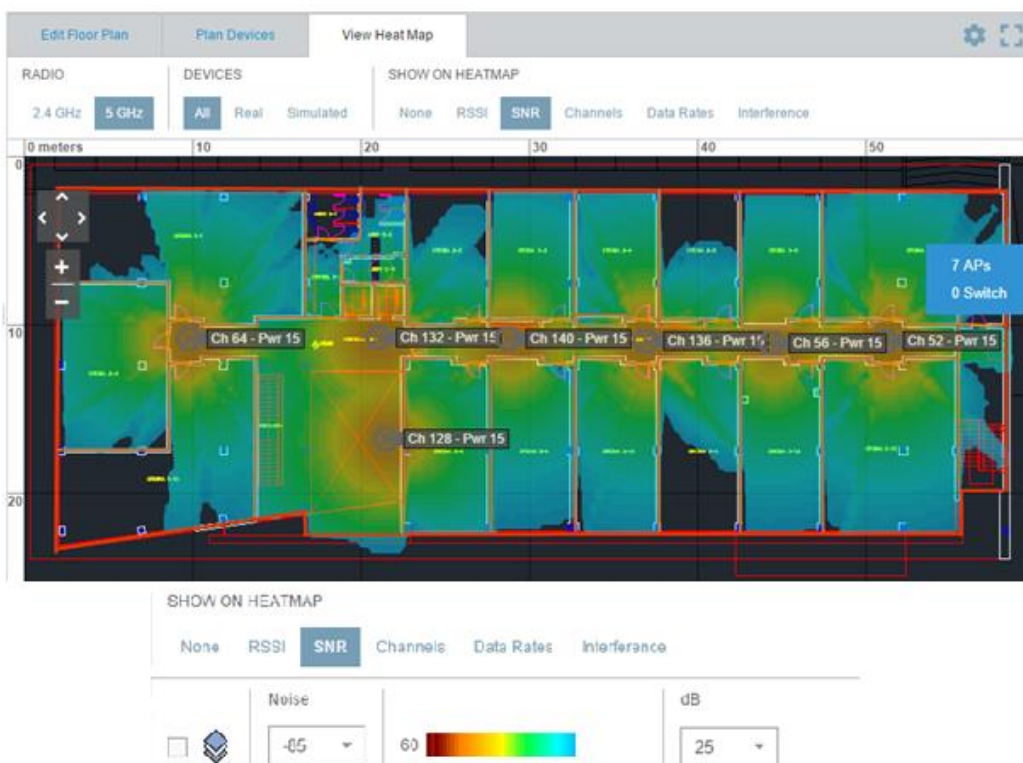 Edit Floor Plan Plan Devices View Heat Map
RADIO DEVICES SHOW ON HEATMAP
2.4 GHz 5 GHz All Real Simulated None RSSI SNR Channels Data Rates Interference
0 meters 10 20 30 40 50
0
7 APs
0 Switch
10
Ch 64 - Pwr 15 Ch 132 - Pwr 15 Ch 140 - Pwr 15 Ch 136 - Pwr 15 Ch 56 - Pwr 15 Ch 52 - Pwr 15
Ch 128 - Pwr 15
20
SHOW ON HEATMAP
None RSSI SNR Channels Data Rates Interference
Noise dB
60 25